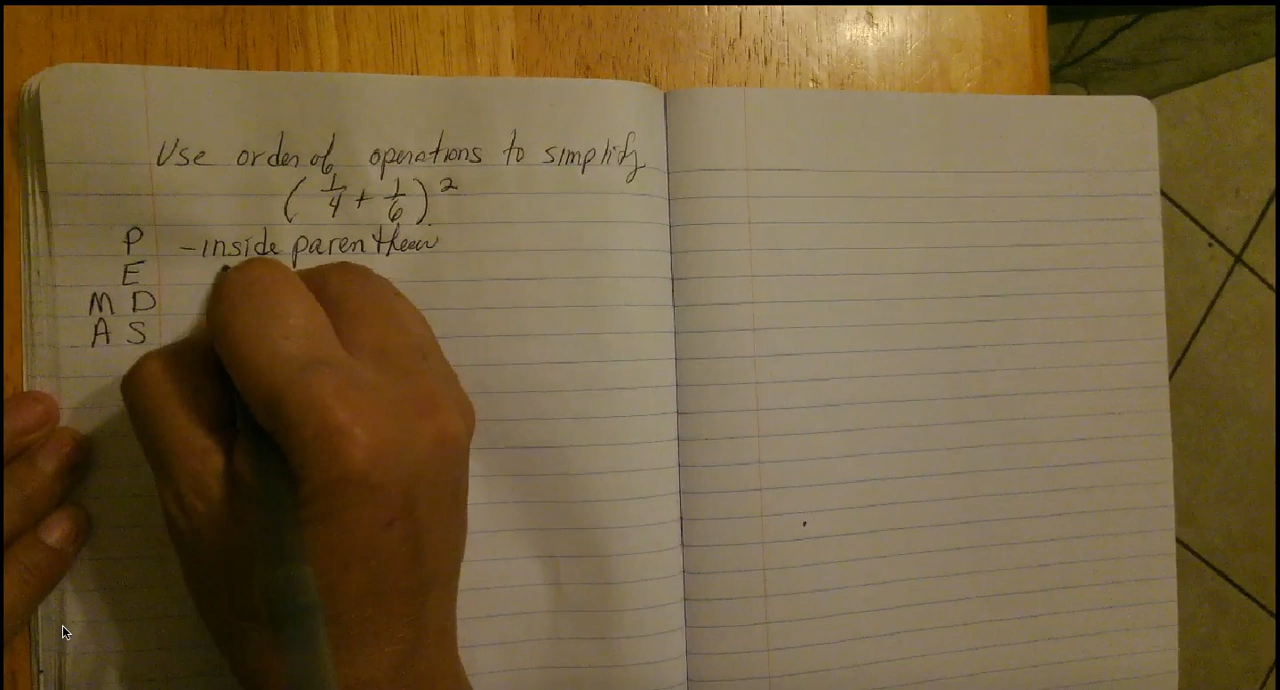 Use order of operations to simplify
(1/4 + 1/6)²
P - inside parenthesis
E
M D
A S